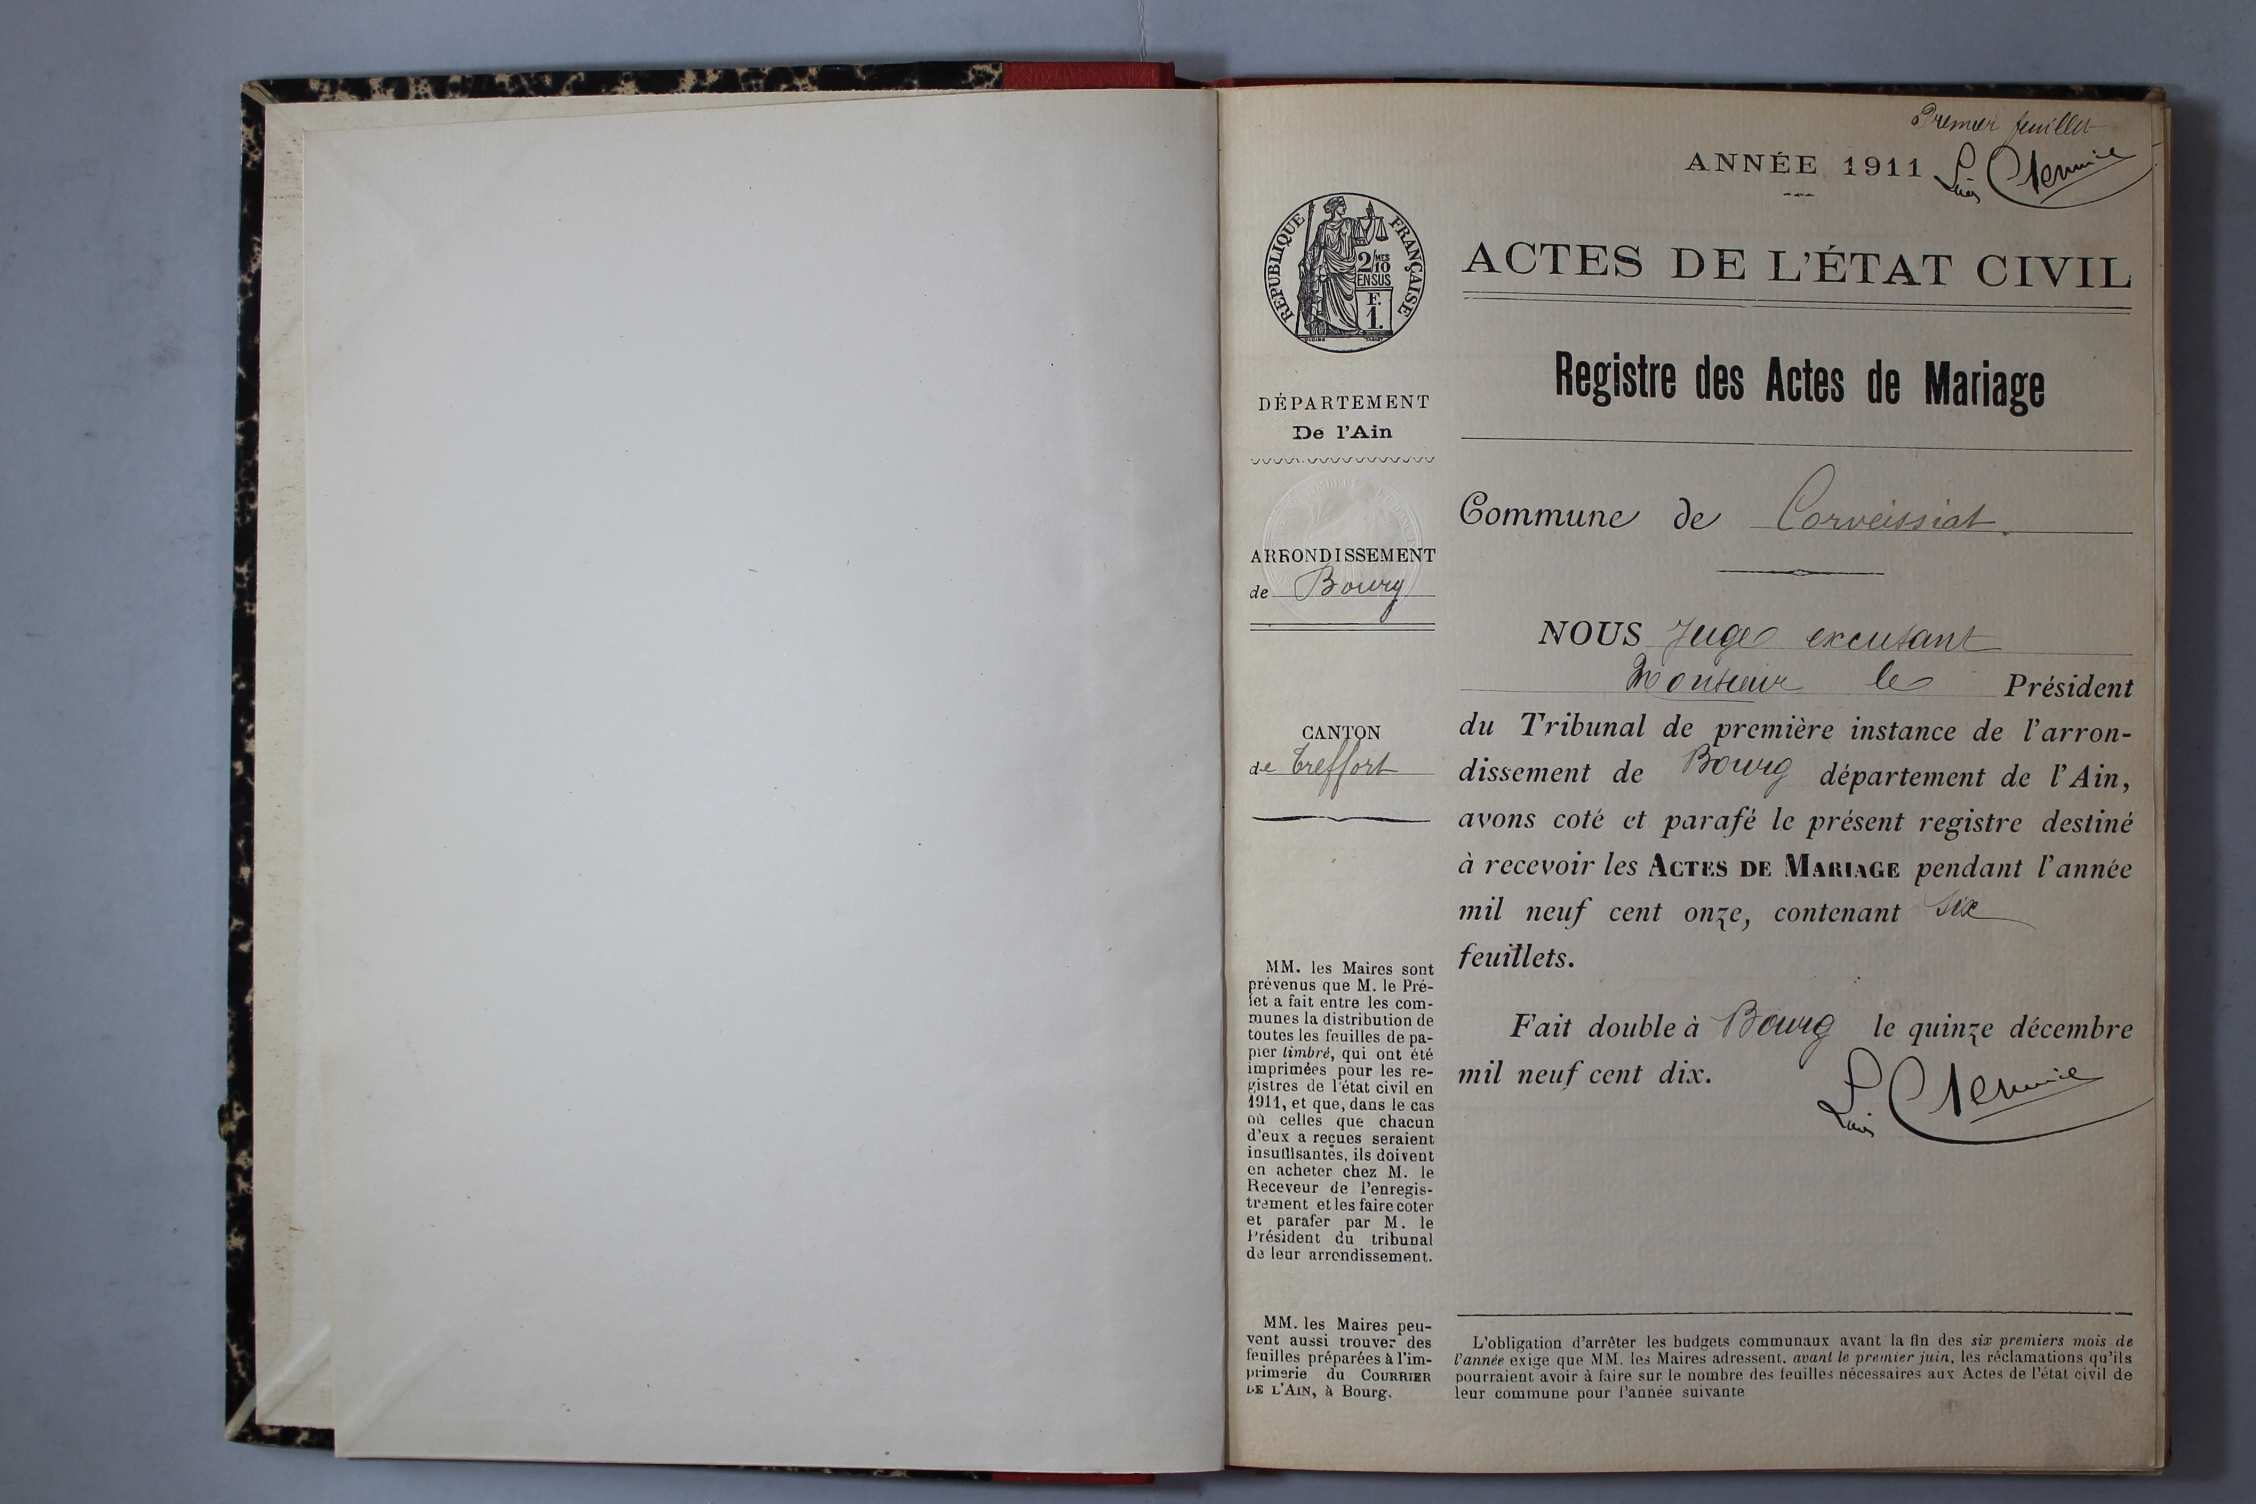 Premier feuillet
ANNÉE 1911
RÉPUBLIQUE FRANÇAISE
2/10 MES
EN SUS
F.
1.
ACTES DE L'ÉTAT CIVIL
Registre des Actes de Mariage
DÉPARTEMENT
De l'Ain
ARRONDISSEMENT
de Bourg
CANTON
de Treffort
MM. les Maires sont
prévenus que M. le Pré-
fet a fait entre les com-
munes la distribution de
toutes les feuilles de pa-
pier timbré, qui ont été
imprimées pour les re-
gistres de l'état civil en
1911, et que, dans le cas
où celles que chacun
d'eux a reçues seraient
insuffisantes, ils doivent
en acheter chez M. le
Receveur de l'enregis-
trement et les faire coter
et parafer par M. le
Président du tribunal
de leur arrondissement.
MM. les Maires peu-
vent aussi trouver des
feuilles préparées à l'im-
primerie du COURRIER
DE L'AIN, à Bourg.
Commune de Corveissiat.
NOUS Juge excusant
Monsieur le Président
du Tribunal de première instance de l'arron-
dissement de Bourg département de l'Ain,
avons coté et parafé le présent registre destiné
à recevoir les ACTES DE MARIAGE pendant l'année
mil neuf cent onze, contenant six
feuillets.
Fait double à Bourg le quinze décembre
mil neuf cent dix.
L'obligation d'arrêter les budgets communaux avant la fin des six premiers mois de
l'année exige que MM. les Maires adressent, avant le premier juin, les réclamations qu'ils
pourraient avoir à faire sur le nombre des feuilles nécessaires aux Actes de l'état civil de
leur commune pour l'année suivante